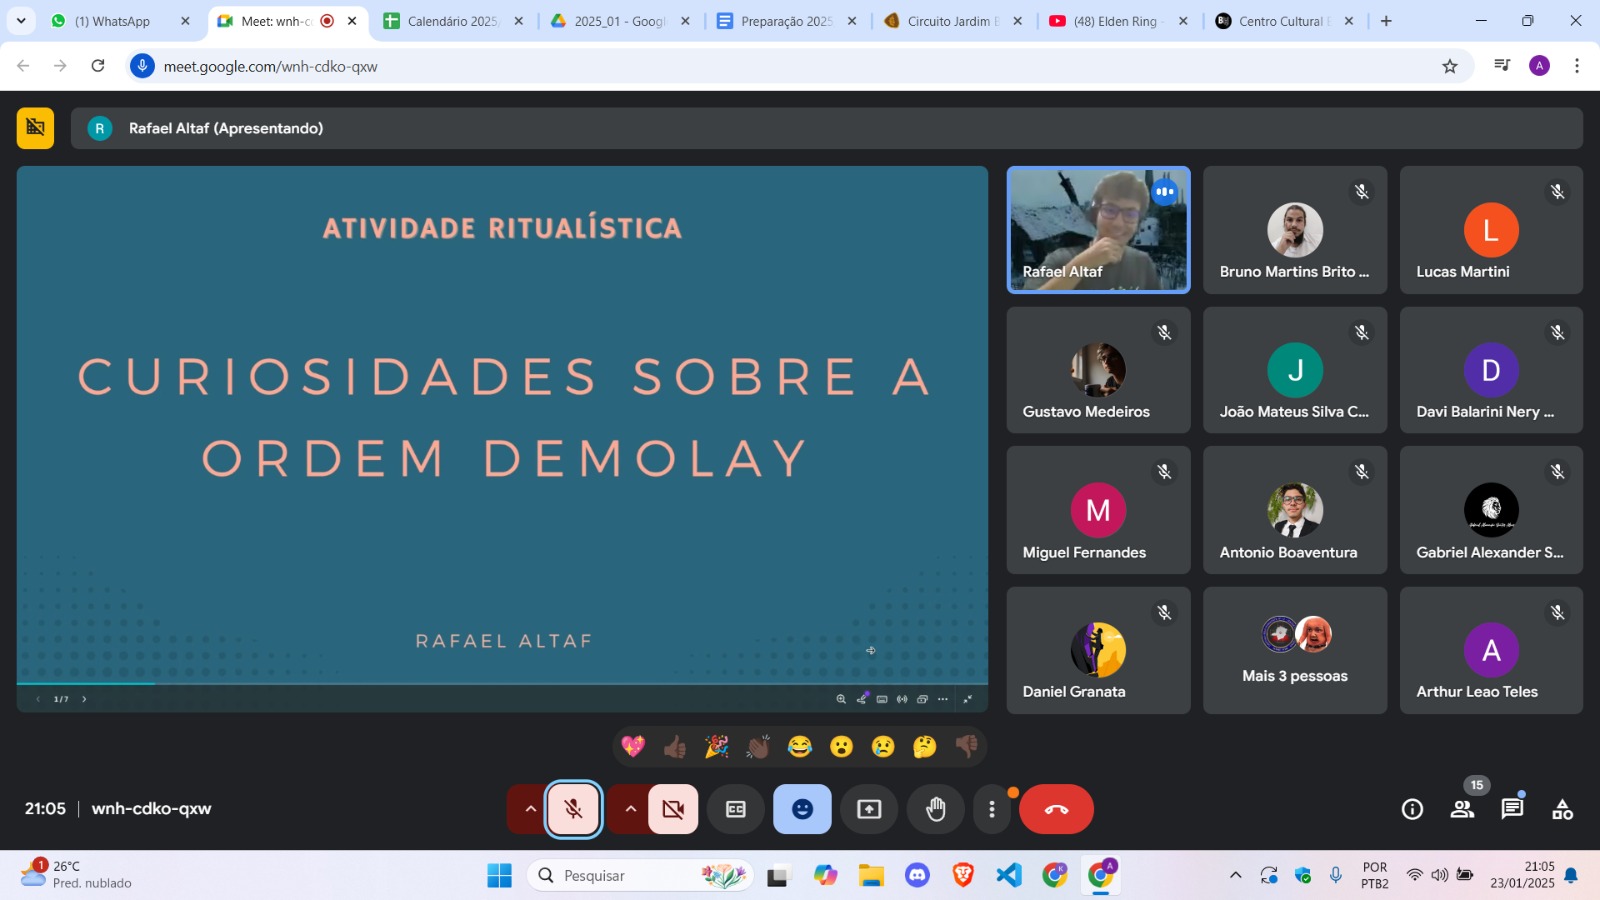 (1) WhatsApp
Meet: wnh-c
Calendário 2025
2025_01 - Goog
Preparação 2025
Circuito Jardim
(48) Elden Ring -
Centro Cultural
meet.google.com/wnh-cdko-qxw
A
R
Rafael Altaf (Apresentando)
ATIVIDADE RITUALÍSTICA
CURIOSIDADES SOBRE A
ORDEM DEMOLAY
RAFAEL ALTAF
1/7
Rafael Altaf
Bruno Martins Brito ...
L
Lucas Martini
Gustavo Medeiros
J
João Mateus Silva C...
D
Davi Balarini Nery ...
M
Miguel Fernandes
Antonio Boaventura
Gabriel Alexander S...
Daniel Granata
Mais 3 pessoas
A
Arthur Leao Teles
21:05 | wnh-cdko-qxw
15
1
26°C
Pred. nublado
Pesquisar
POR
PTB2
21:05
23/01/2025